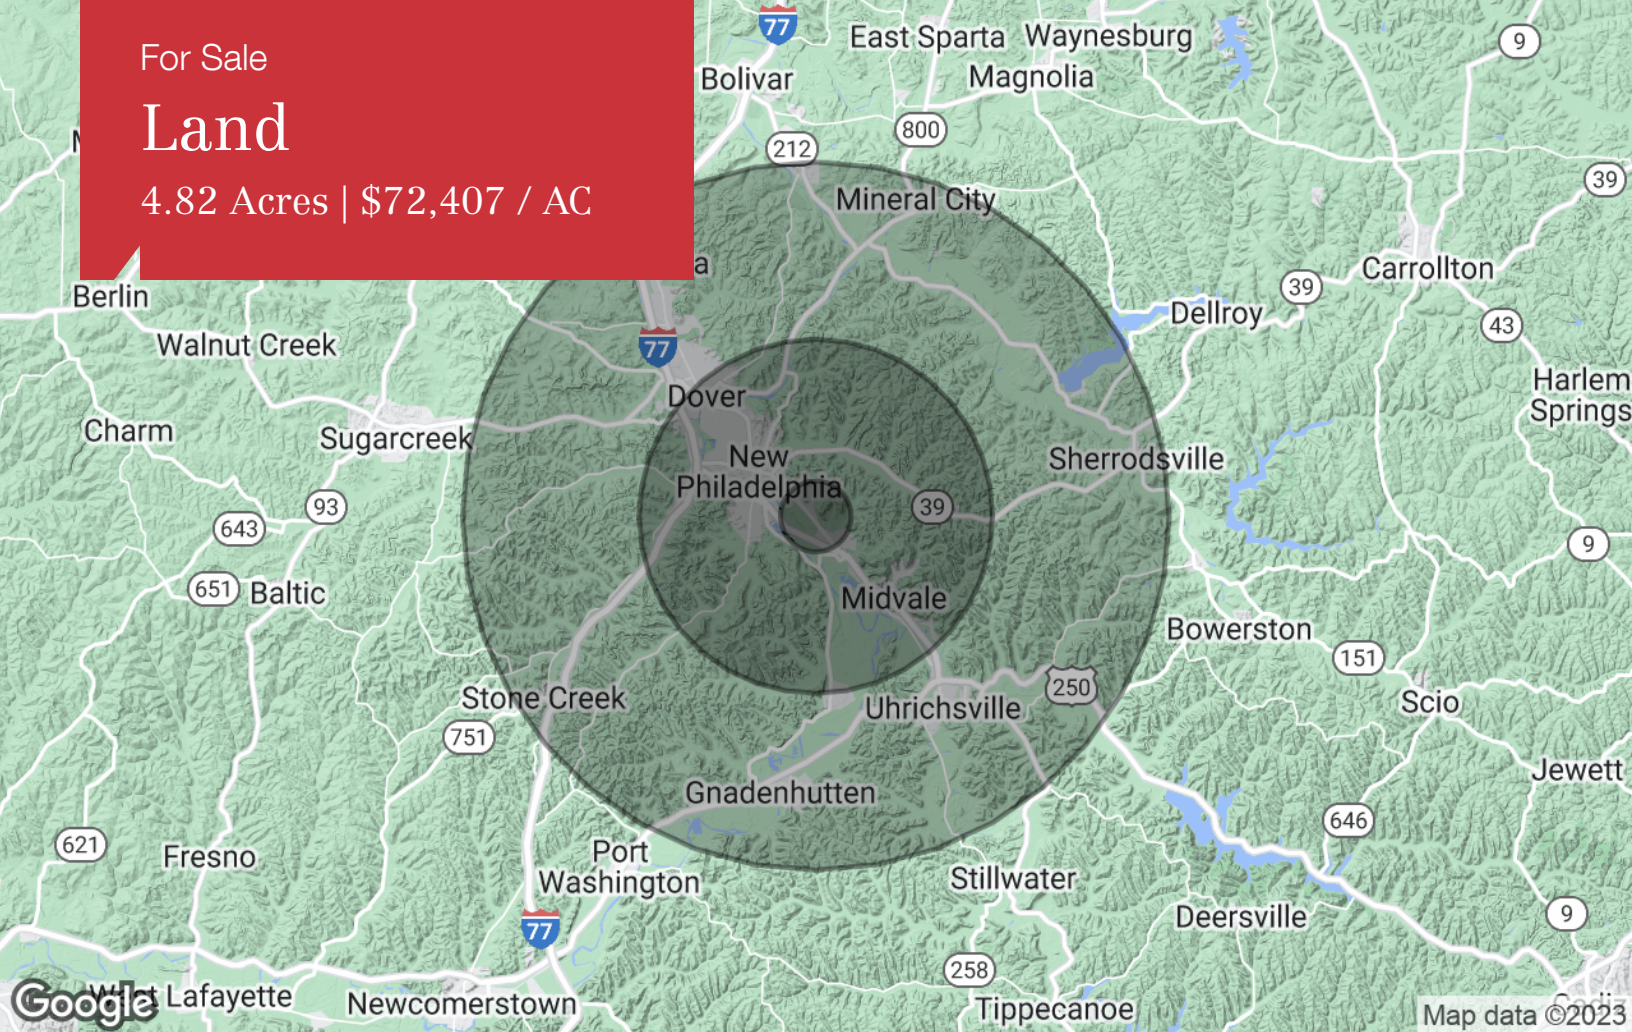 For Sale
Land
4.82 Acres | $72,407 / AC
77
East Sparta
Waynesburg
9
Bolivar
Magnolia
800
212
39
Mineral City
Carrollton
Berlin
39
Dellroy
43
Walnut Creek
77
Harlem
Springs
Dover
Charm
Sugarcreek
New
Philadelphia
Sherrodsville
93
39
643
9
651
Baltic
Midvale
Bowerston
151
250
Stone Creek
Uhrichsville
Scio
751
Jewett
Gnadenhutten
646
621
Fresno
Port
Washington
Stillwater
Deersville
9
77
258
Google
West Lafayette
Newcomerstown
Tippecanoe
Map data ©2023